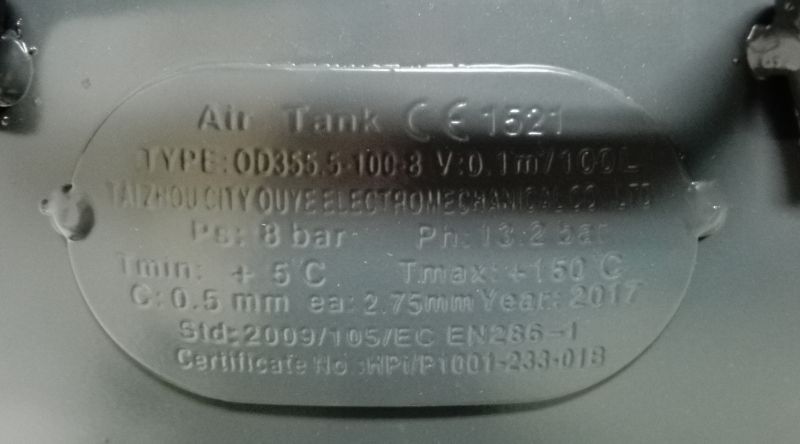 Air Tank CE 1521
TYPE: OD355.5-100-8 V:0.1m³/100L
TAIZHOU CITY OUYE ELECTROMECHANICAL CO. LTD
Ps: 8 bar Ph: 13.2 bar
Tmin: + 5°C Tmax: +150°C
C: 0.5 mm ea: 2.75mm Year: 2017
Std: 2009/105/EC EN286-1
Certificate No.: HPi/P1001-233-01B